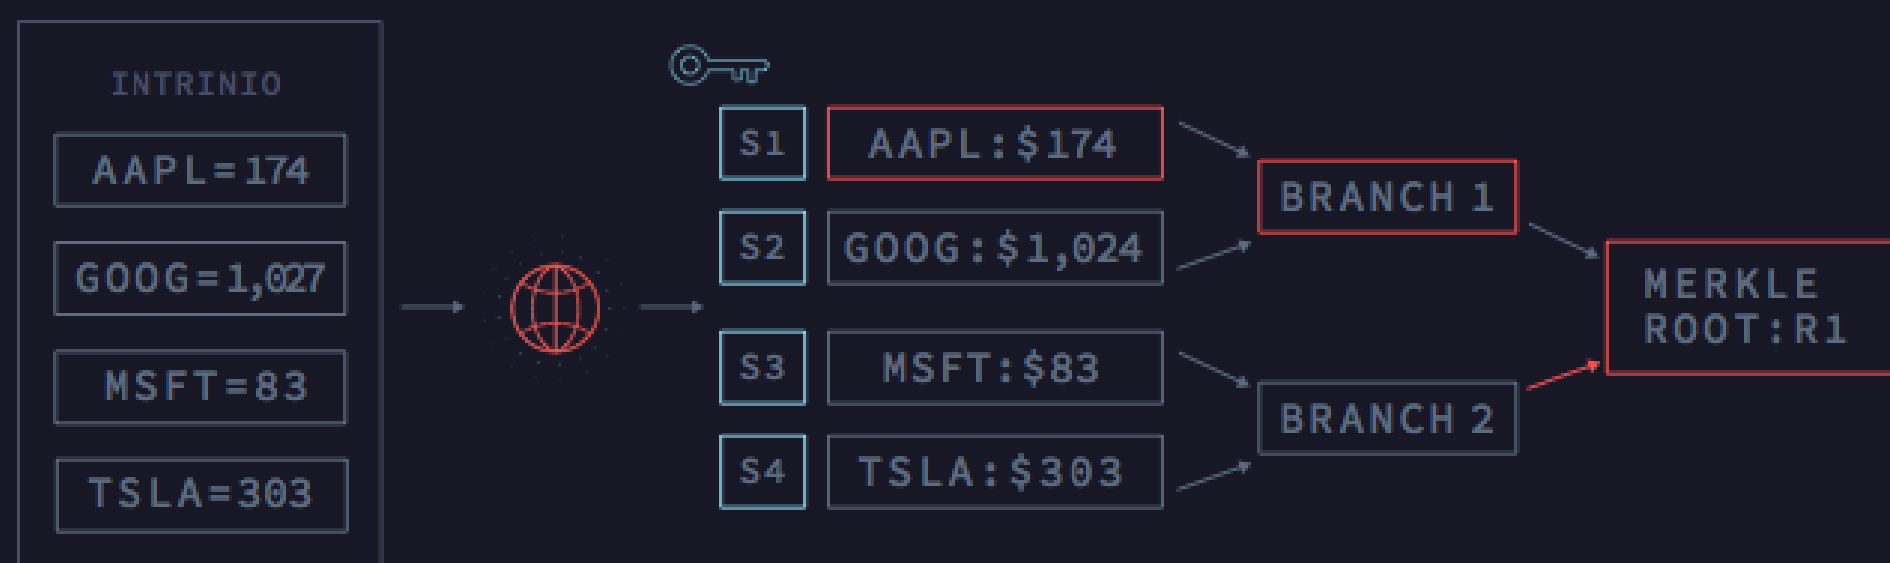 INTRINIO
AAPL=174
GOOG=1,027
MSFT=83
TSLA=303
S1
AAPL:$174
S2
GOOG:$1,024
S3
MSFT:$83
S4
TSLA:$303
BRANCH 1
BRANCH 2
MERKLE
ROOT:R1